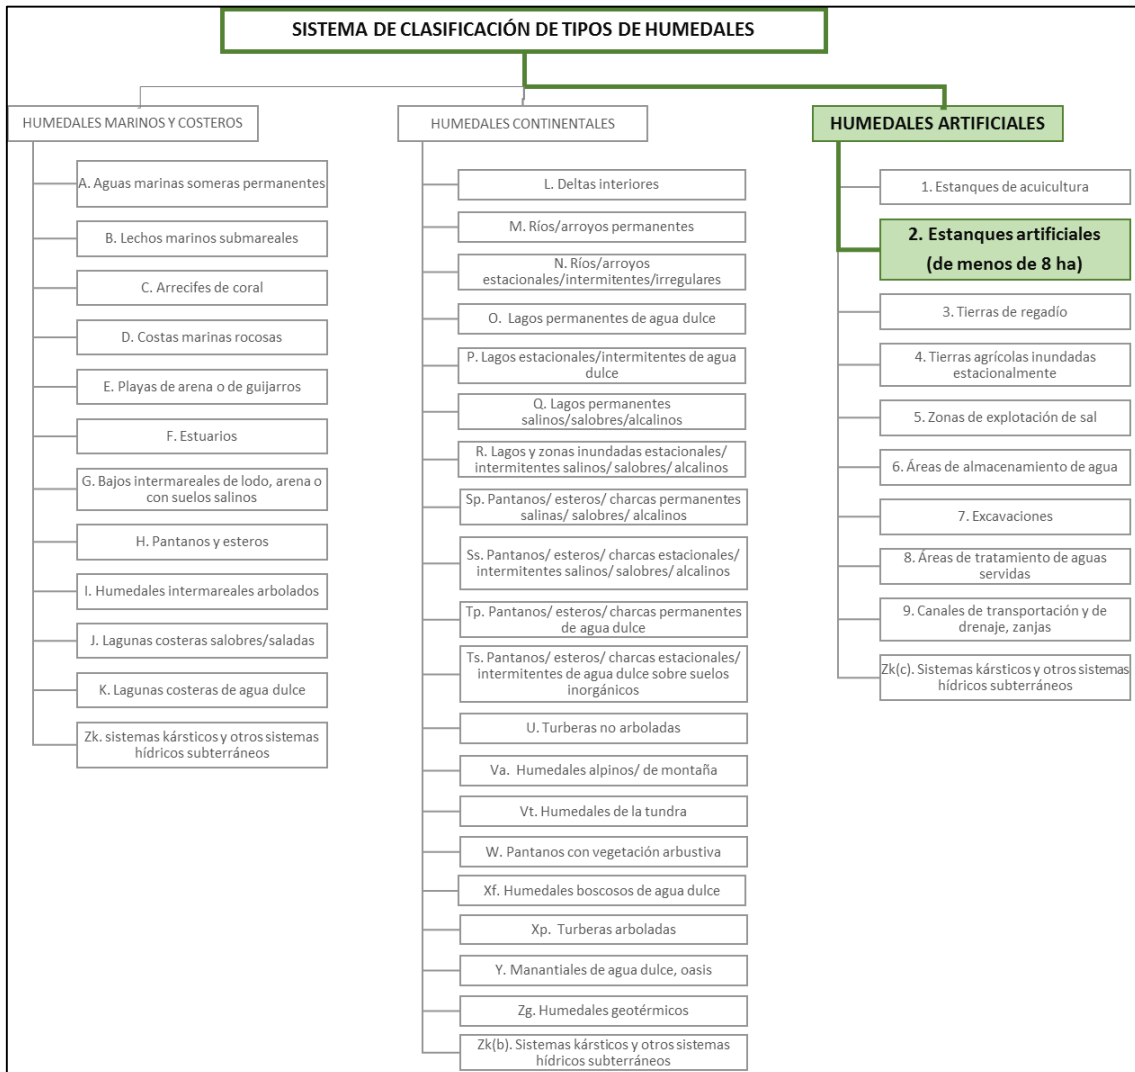 SISTEMA DE CLASIFICACIÓN DE TIPOS DE HUMEDALES
HUMEDALES MARINOS Y COSTEROS
A. Aguas marinas someras permanentes
B. Lechos marinos submareales
C. Arrecifes de coral
D. Costas marinas rocosas
E. Playas de arena o de guijarros
F. Estuarios
G. Bajos intermareales de lodo, arena o
con suelos salinos
H. Pantanos y esteros
I. Humedales intermareales arbolados
J. Lagunas costeras salobres/saladas
K. Lagunas costeras de agua dulce
Zk. sistemas kársticos y otros sistemas
hídricos subterráneos
HUMEDALES CONTINENTALES
L. Deltas interiores
M. Ríos/arroyos permanentes
N. Ríos/arroyos
estacionales/intermitentes/irregulares
O. Lagos permanentes de agua dulce
P. Lagos estacionales/intermitentes de agua
dulce
Q. Lagos permanentes
salinos/salobres/alcalinos
R. Lagos y zonas inundadas estacionales/
intermitentes salinos/ salobres/ alcalinos
Sp. Pantanos/ esteros/ charcas permanentes
salinas/ salobres/ alcalinos
Ss. Pantanos/ esteros/ charcas estacionales/
intermitentes salinos/ salobres/ alcalinos
Tp. Pantanos/ esteros/ charcas permanentes
de agua dulce
Ts. Pantanos/ esteros/ charcas estacionales/
intermitentes de agua dulce sobre suelos
inorgánicos
U. Turberas no arboladas
Va. Humedales alpinos/ de montaña
Vt. Humedales de la tundra
W. Pantanos con vegetación arbustiva
Xf. Humedales boscosos de agua dulce
Xp. Turberas arboladas
Y. Manantiales de agua dulce, oasis
Zg. Humedales geotérmicos
Zk(b). Sistemas kársticos y otros sistemas
hídricos subterráneos
HUMEDALES ARTIFICIALES
1. Estanques de acuicultura
2. Estanques artificiales
(de menos de 8 ha)
3. Tierras de regadío
4. Tierras agrícolas inundadas
estacionalmente
5. Zonas de explotación de sal
6. Áreas de almacenamiento de agua
7. Excavaciones
8. Áreas de tratamiento de aguas
servidas
9. Canales de transportación y de
drenaje, zanjas
Zk(c). Sistemas kársticos y otros sistemas
hídricos subterráneos